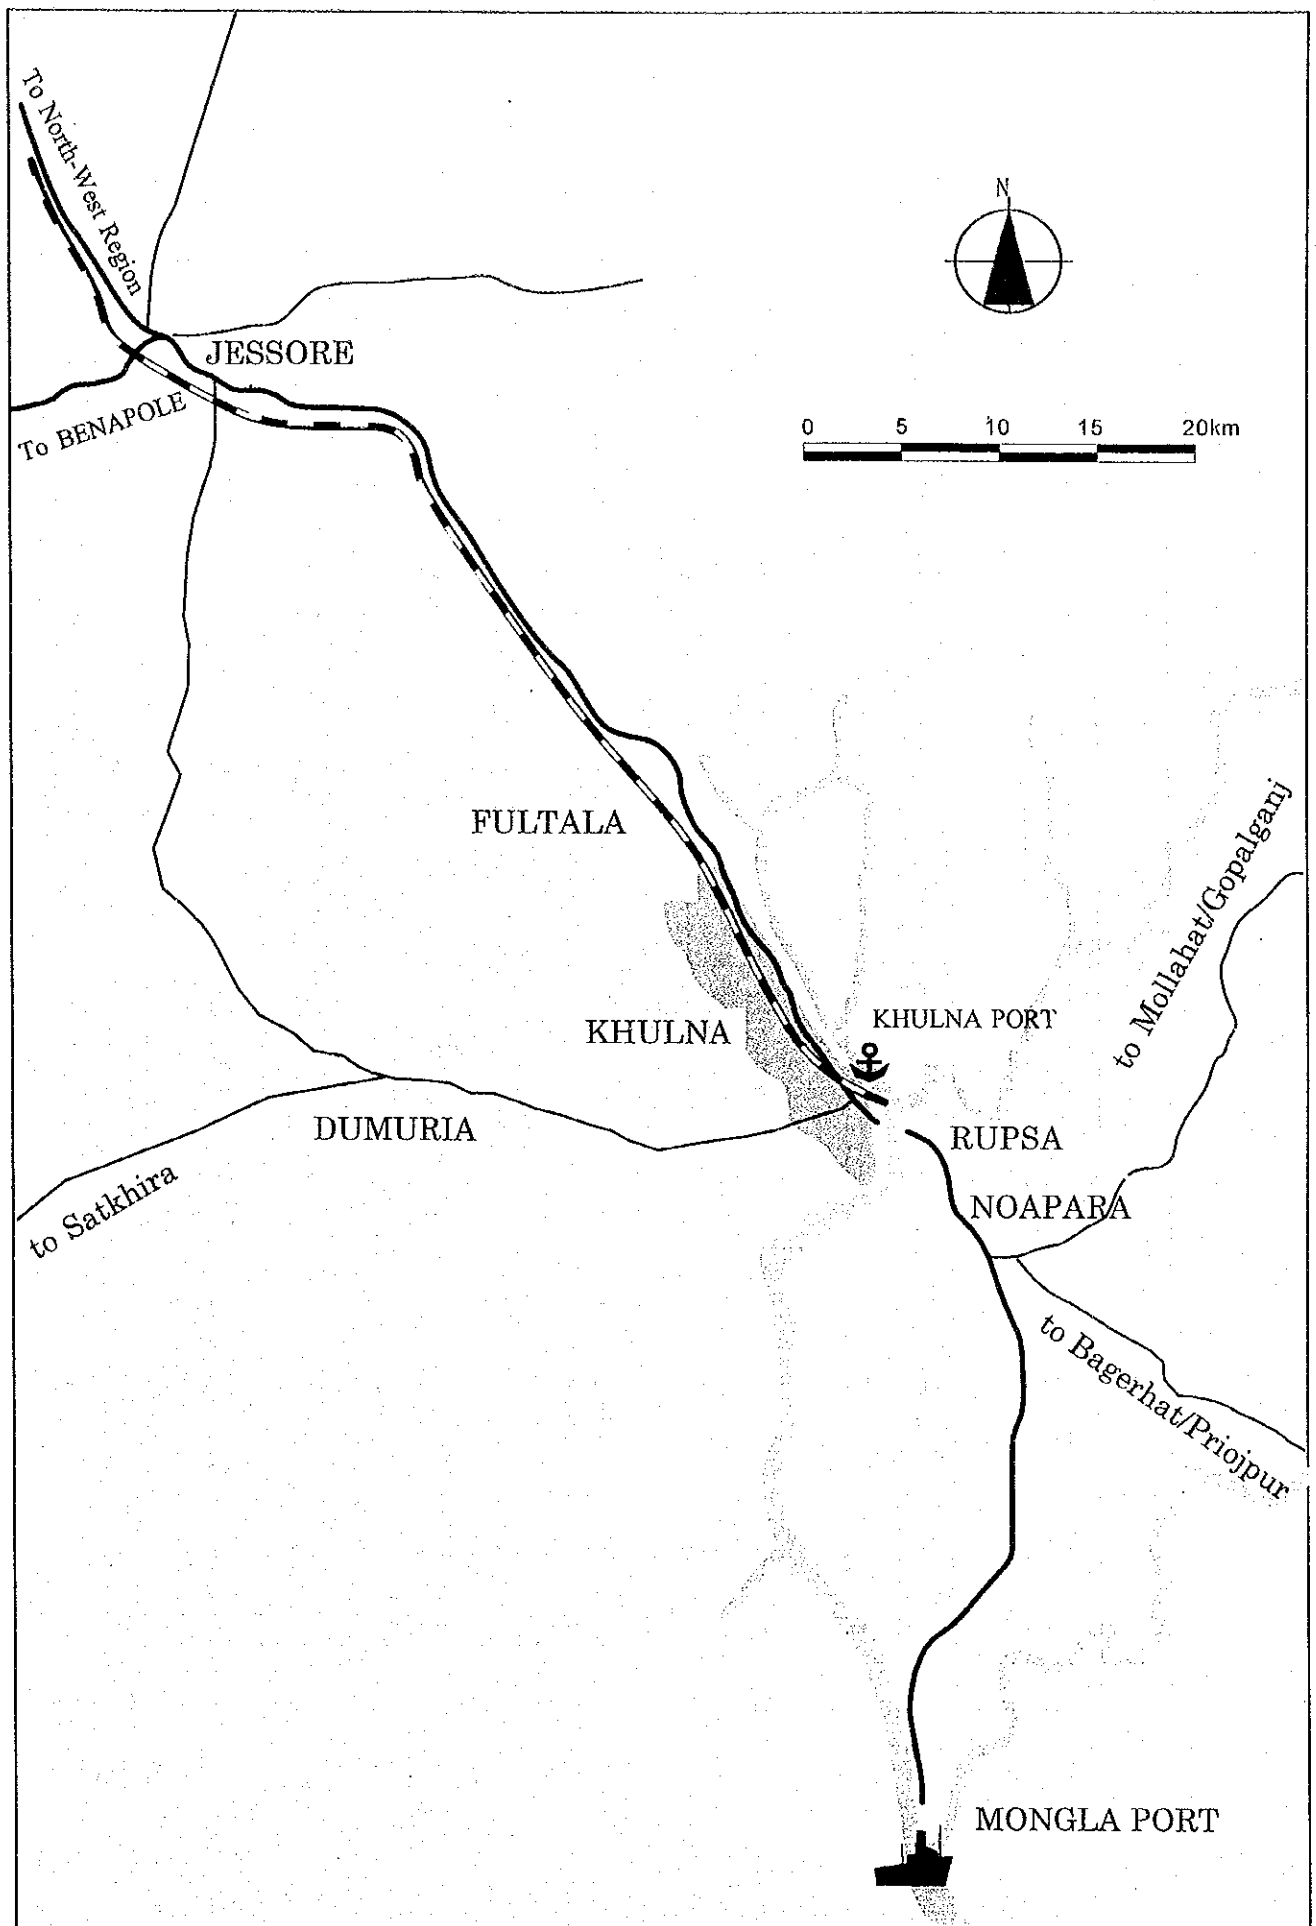 To North-West Region
N
JESSORE
To BENAPOLE
0 5 10 15 20km
FULTALA
to Mollahat/Gopalganj
KHULNA
KHULNA PORT
DUMURIA
RUPSA
to Satkhira
NOAPARA
to Bagerhat/Priojpur
MONGLA PORT